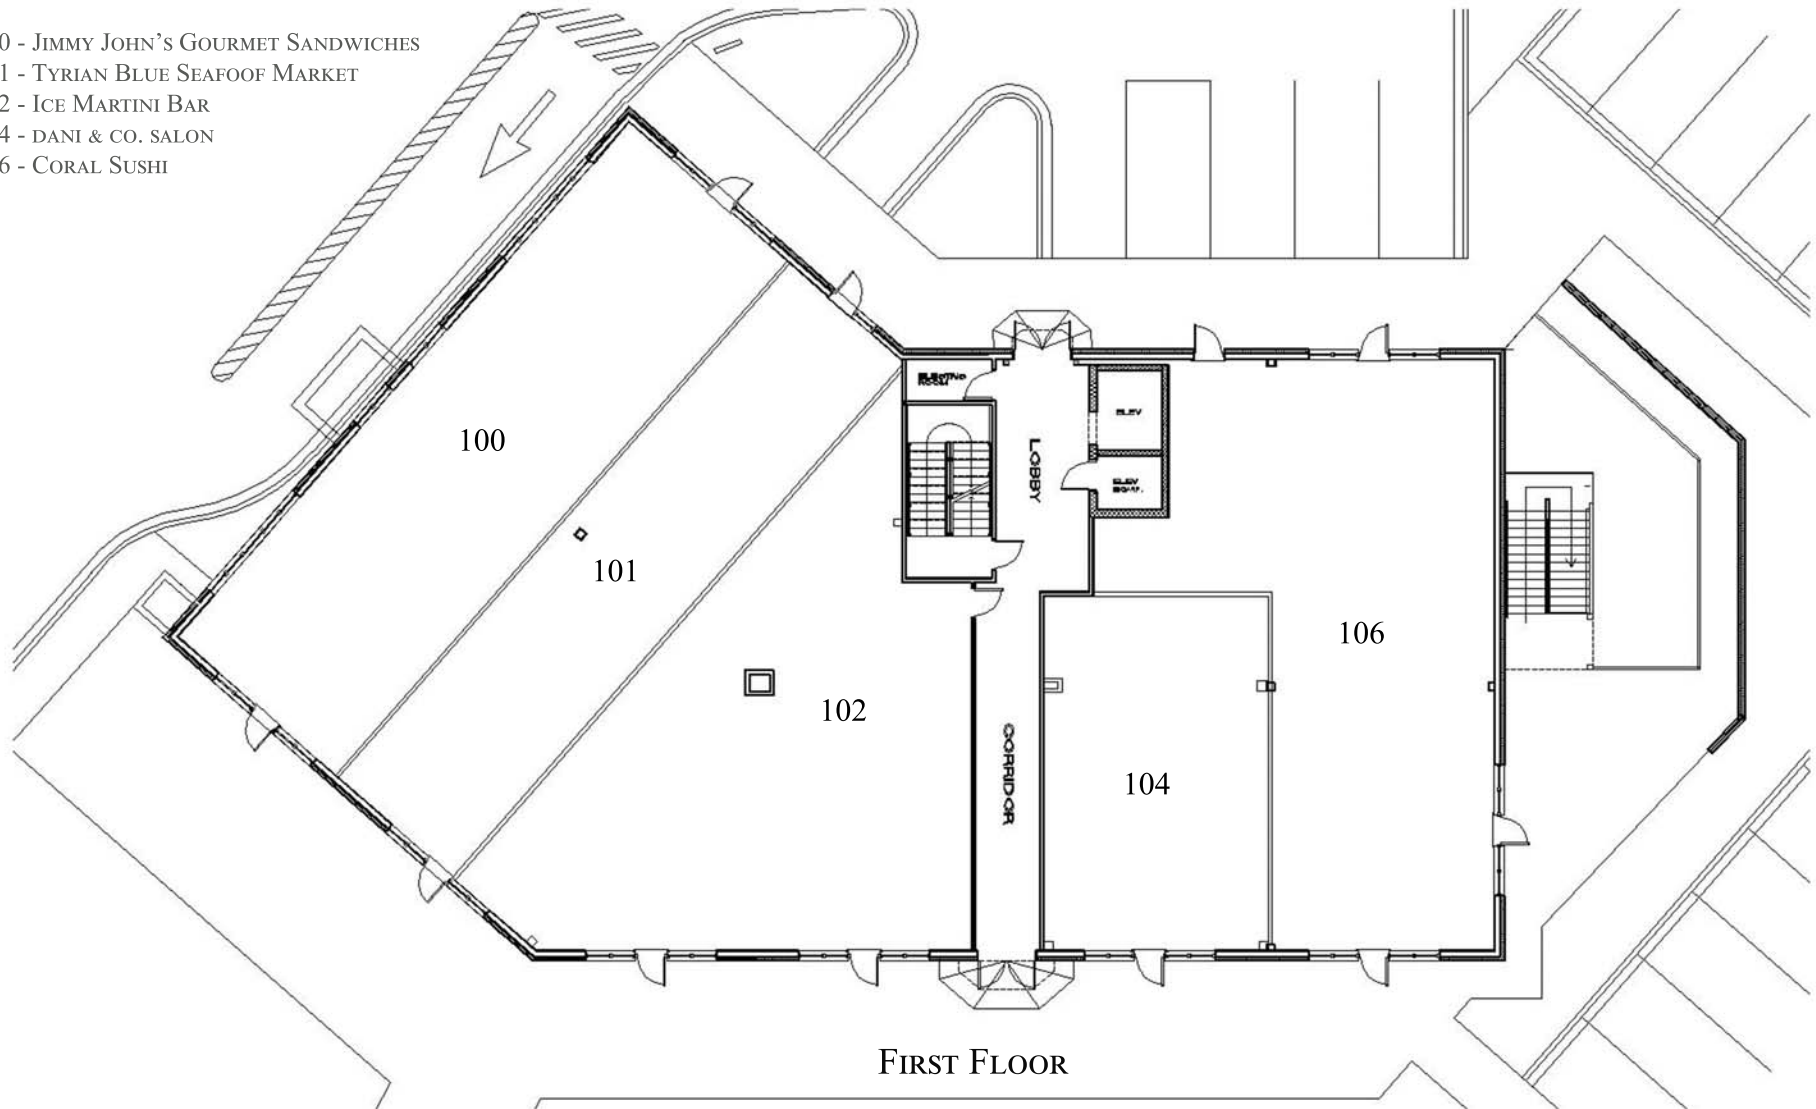 0 - JIMMY JOHN'S GOURMET SANDWICHES
1 - TYRIAN BLUE SEAFOOF MARKET
2 - ICE MARTINI BAR
4 - DANI & CO. SALON
6 - CORAL SUSHI
ROOM
ELEV
100
LOBBY
ELEV
101
106
102
CORRIDOR
104
FIRST FLOOR